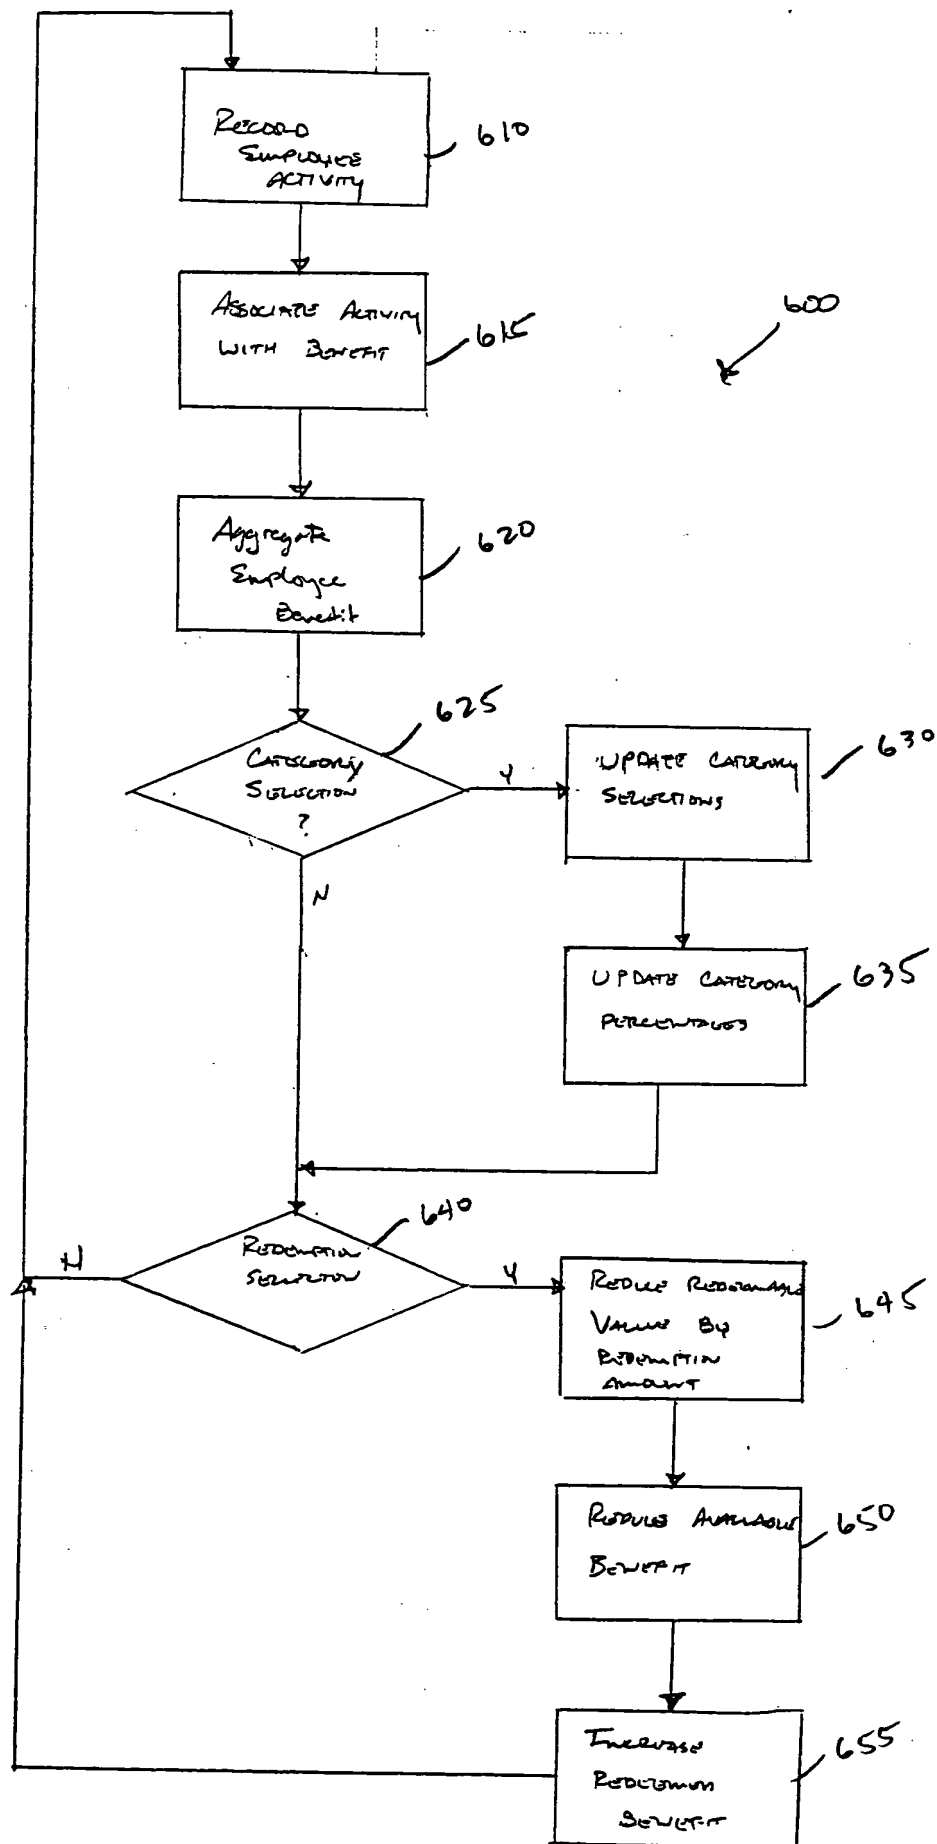 RECORD
EMPLOYEE
ACTIVITY
610
ASSOCIATE ACTIVITY
WITH BENEFIT
615
600
Aggregate
Employee
Benefit
620
CATEGORY
SELECTION
?
625
Y
N
UPDATE CATEGORY
SELECTIONS
630
UPDATE CATEGORY
PERCENTAGES
635
REDEMPTION
SELECTION
640
N
Y
REDUCE REDEEMABLE
VALUE BY
REDEMPTION
AMOUNT
645
REDUCE AVAILABLE
BENEFIT
650
INCREASE
REDEEMED
BENEFIT
655